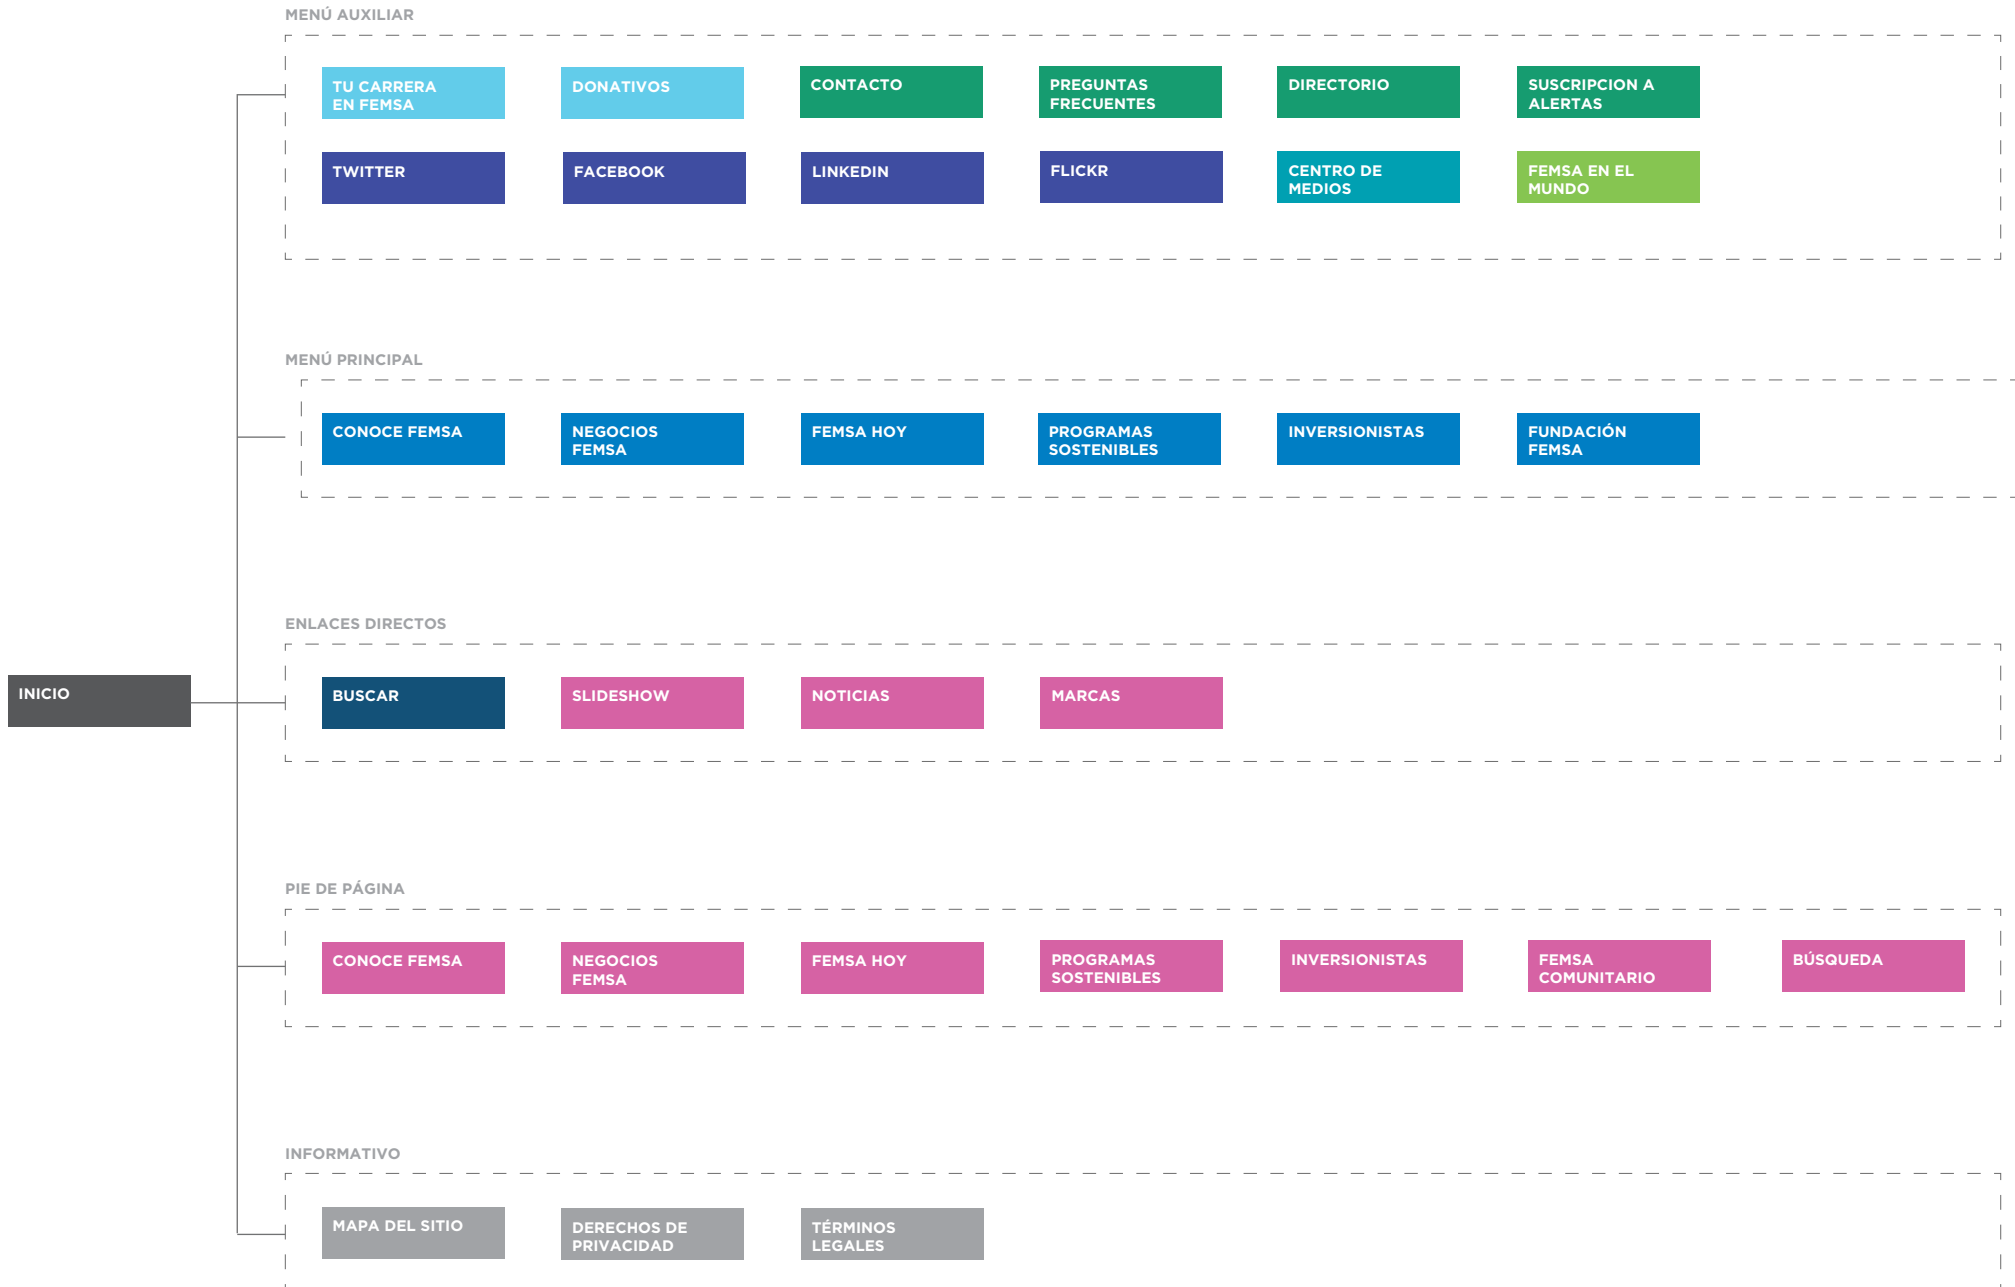 MENÚ AUXILIAR
TU CARRERA
EN FEMSA
DONATIVOS
CONTACTO
PREGUNTAS
FRECUENTES
DIRECTORIO
SUSCRIPCION A
ALERTAS
TWITTER
FACEBOOK
LINKEDIN
FLICKR
CENTRO DE
MEDIOS
FEMSA EN EL
MUNDO
MENÚ PRINCIPAL
CONOCE FEMSA
NEGOCIOS
FEMSA
FEMSA HOY
PROGRAMAS
SOSTENIBLES
INVERSIONISTAS
FUNDACIÓN
FEMSA
ENLACES DIRECTOS
INICIO
BUSCAR
SLIDESHOW
NOTICIAS
MARCAS
PIE DE PÁGINA
CONOCE FEMSA
NEGOCIOS
FEMSA
FEMSA HOY
PROGRAMAS
SOSTENIBLES
INVERSIONISTAS
FEMSA
COMUNITARIO
BÚSQUEDA
INFORMATIVO
MAPA DEL SITIO
DERECHOS DE
PRIVACIDAD
TÉRMINOS
LEGALES